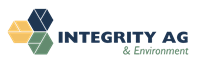 INTEGRITY AG
& Environment